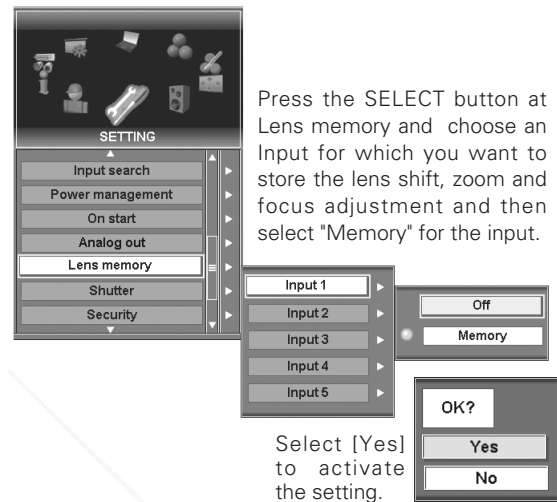 SETTING
Input search
Power management
On start
Analog out
Lens memory
Shutter
Security
Press the SELECT button at
Lens memory and choose an
Input for which you want to
store the lens shift, zoom and
focus adjustment and then
select "Memory" for the input.
Input 1
Input 2
Input 3
Input 4
Input 5
Off
Memory
Select [Yes]
to activate
the setting.
OK?
Yes
No